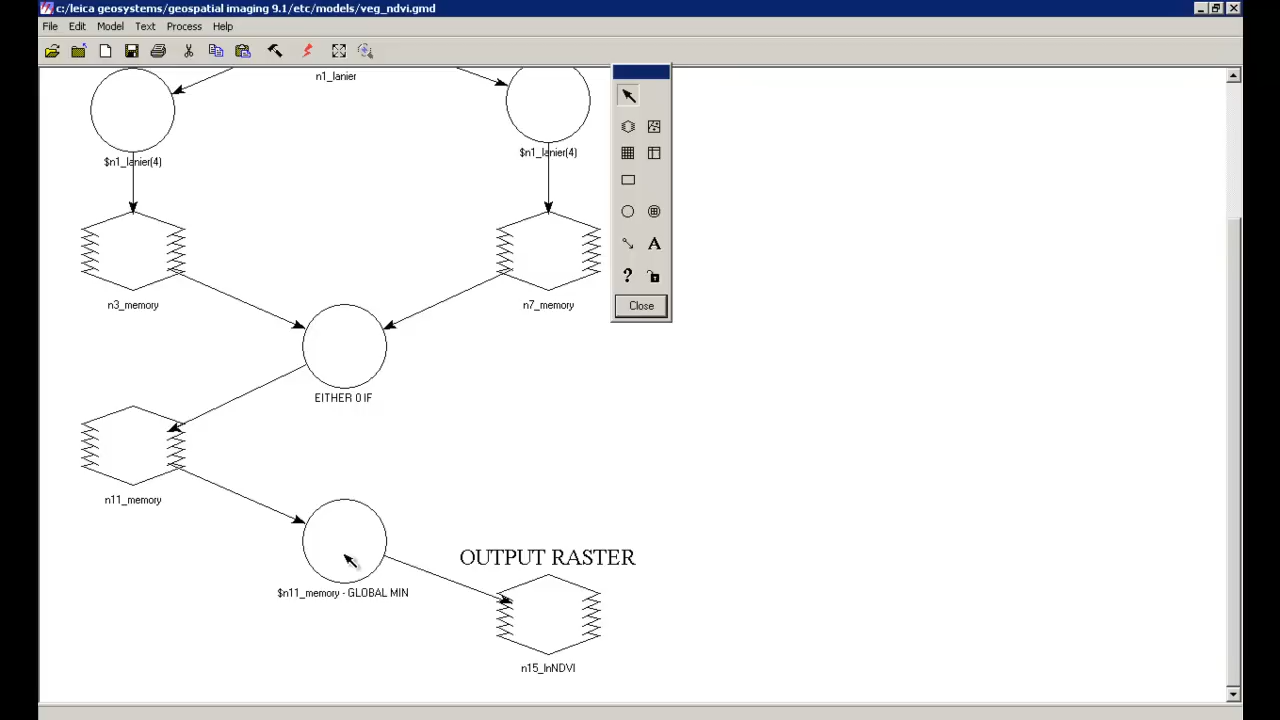 c:/leica geosystems/geospatial imaging 9.1/etc/models/veg_ndvi.gmd
File Edit Model Text Process Help
n1_lanier
$n1_lanier(4)
$n1_lanier(4)
A
?
Close
n3_memory
n7_memory
EITHER 0 IF
n11_memory
OUTPUT RASTER
$n11_memory - GLOBAL MIN
n15_lnNDVI